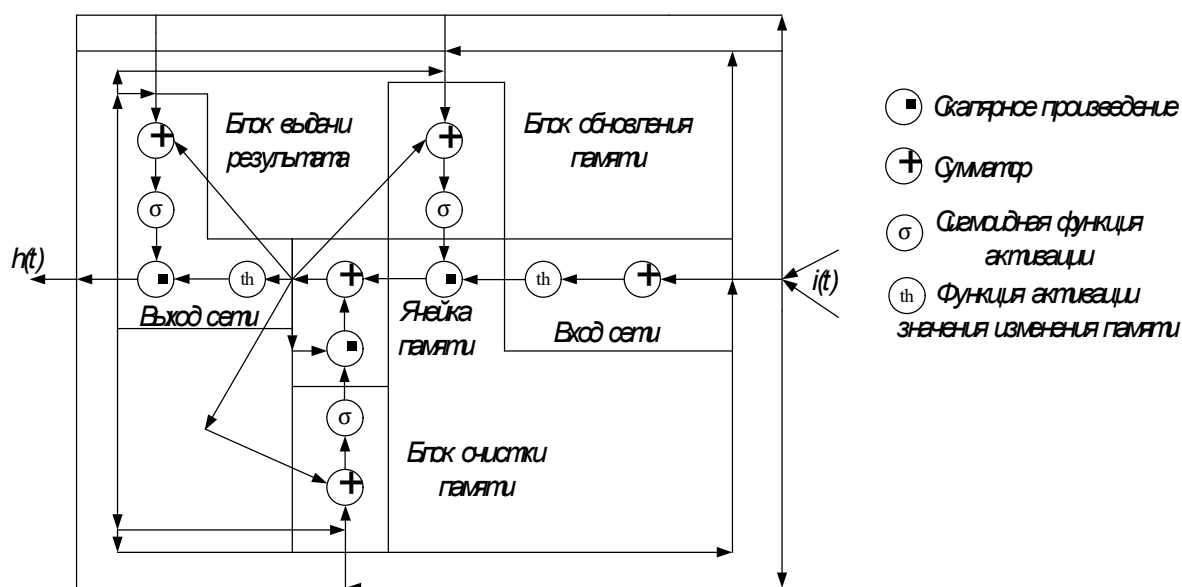 Блок выдачи
результата
Блок обновления
памяти
σ
σ
h(t)
th
th
i(t)
Выход сети
Ячейка
памяти
Вход сети
σ
Блок очистки
памяти
Скалярное произведение
Сумматор
σ
Сигмоидная функция
активации
th
Функция активации
значения изменения памяти